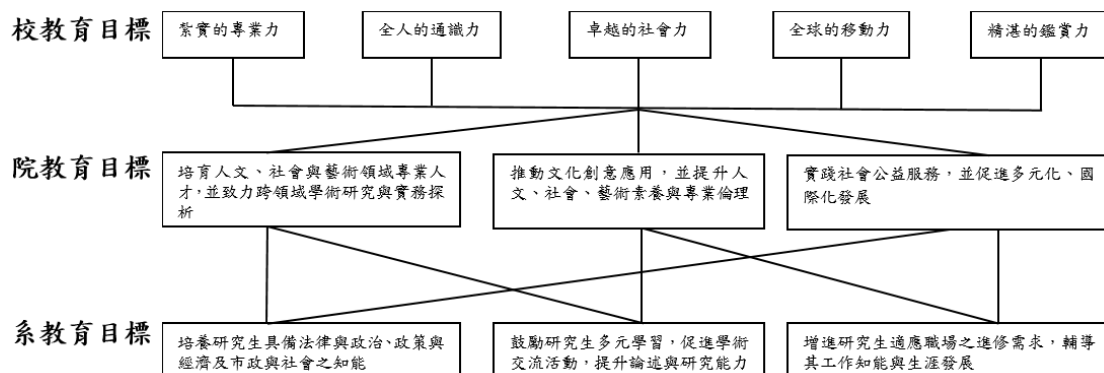 校教育目標
紮實的專業力
全人的通識力
卓越的社會力
全球的移動力
精湛的鑑賞力
院教育目標
培育人文、社會與藝術領域專業人
才,並致力跨領域學術研究與實務探
析
推動文化創意應用，並提升人
文、社會、藝術素養與專業倫理
實踐社會公益服務，並促進多元化、國
際化發展
系教育目標
培養研究生具備法律與政治、政策與
經濟及市政與社會之知能
鼓勵研究生多元學習，促進學術
交流活動，提升論述與研究能力
增進研究生適應職場之進修需求，輔導
其工作知能與生涯發展